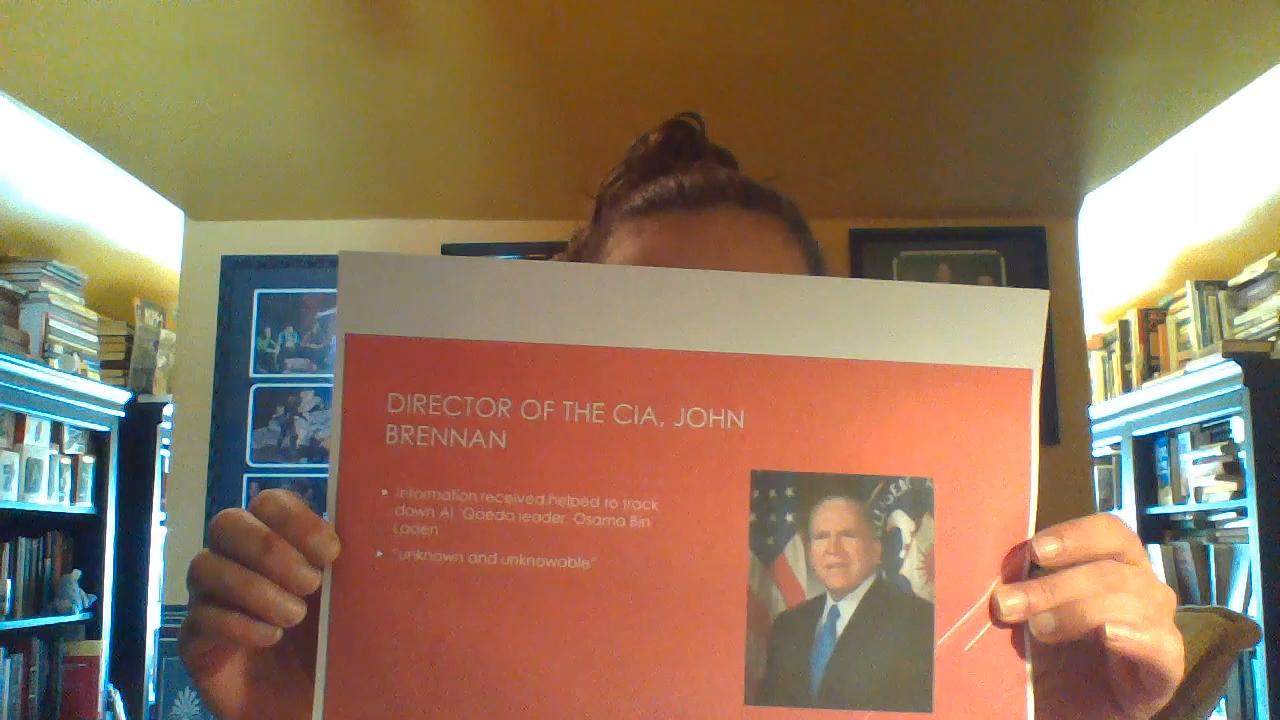 DIRECTOR OF THE CIA, JOHN
BRENNAN
Information received helped to track
down Al 'Qaeda leader, Osama Bin
Laden
"unknown and unknowable"